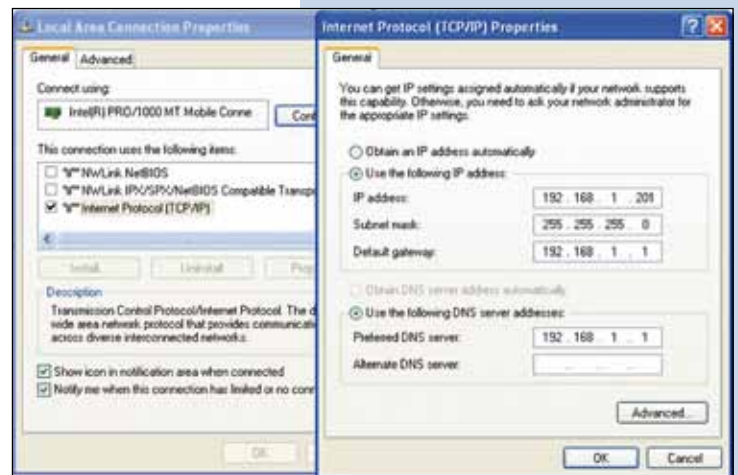 Local Area Connection Properties
General Advanced
Connect using:
Intel(R) PRO/1000 MT Mobile Conne
Conf
This connection uses the following items:
NWLink NetBIOS
NWLink IPX/SPX/NetBIOS Compatible Transpo
Internet Protocol (TCP/IP)
Install... Uninstall Prop
Description
Transmission Control Protocol/Internet Protocol. The d
wide area network protocol that provides communicati
across diverse interconnected networks.
Show icon in notification area when connected
Notify me when this connection has limited or no conn
OK
Internet Protocol (TCP/IP) Properties
General
You can get IP settings assigned automatically if your network supports
this capability. Otherwise, you need to ask your network administrator for
the appropriate IP settings.
Obtain an IP address automatically
Use the following IP address:
IP address: 192 . 168 . 1 . 201
Subnet mask: 255 . 255 . 255 . 0
Default gateway: 192 . 168 . 1 . 1
Obtain DNS server address automatically
Use the following DNS server addresses:
Preferred DNS server: 192 . 168 . 1 . 1
Alternate DNS server: . . .
Advanced...
OK Cancel